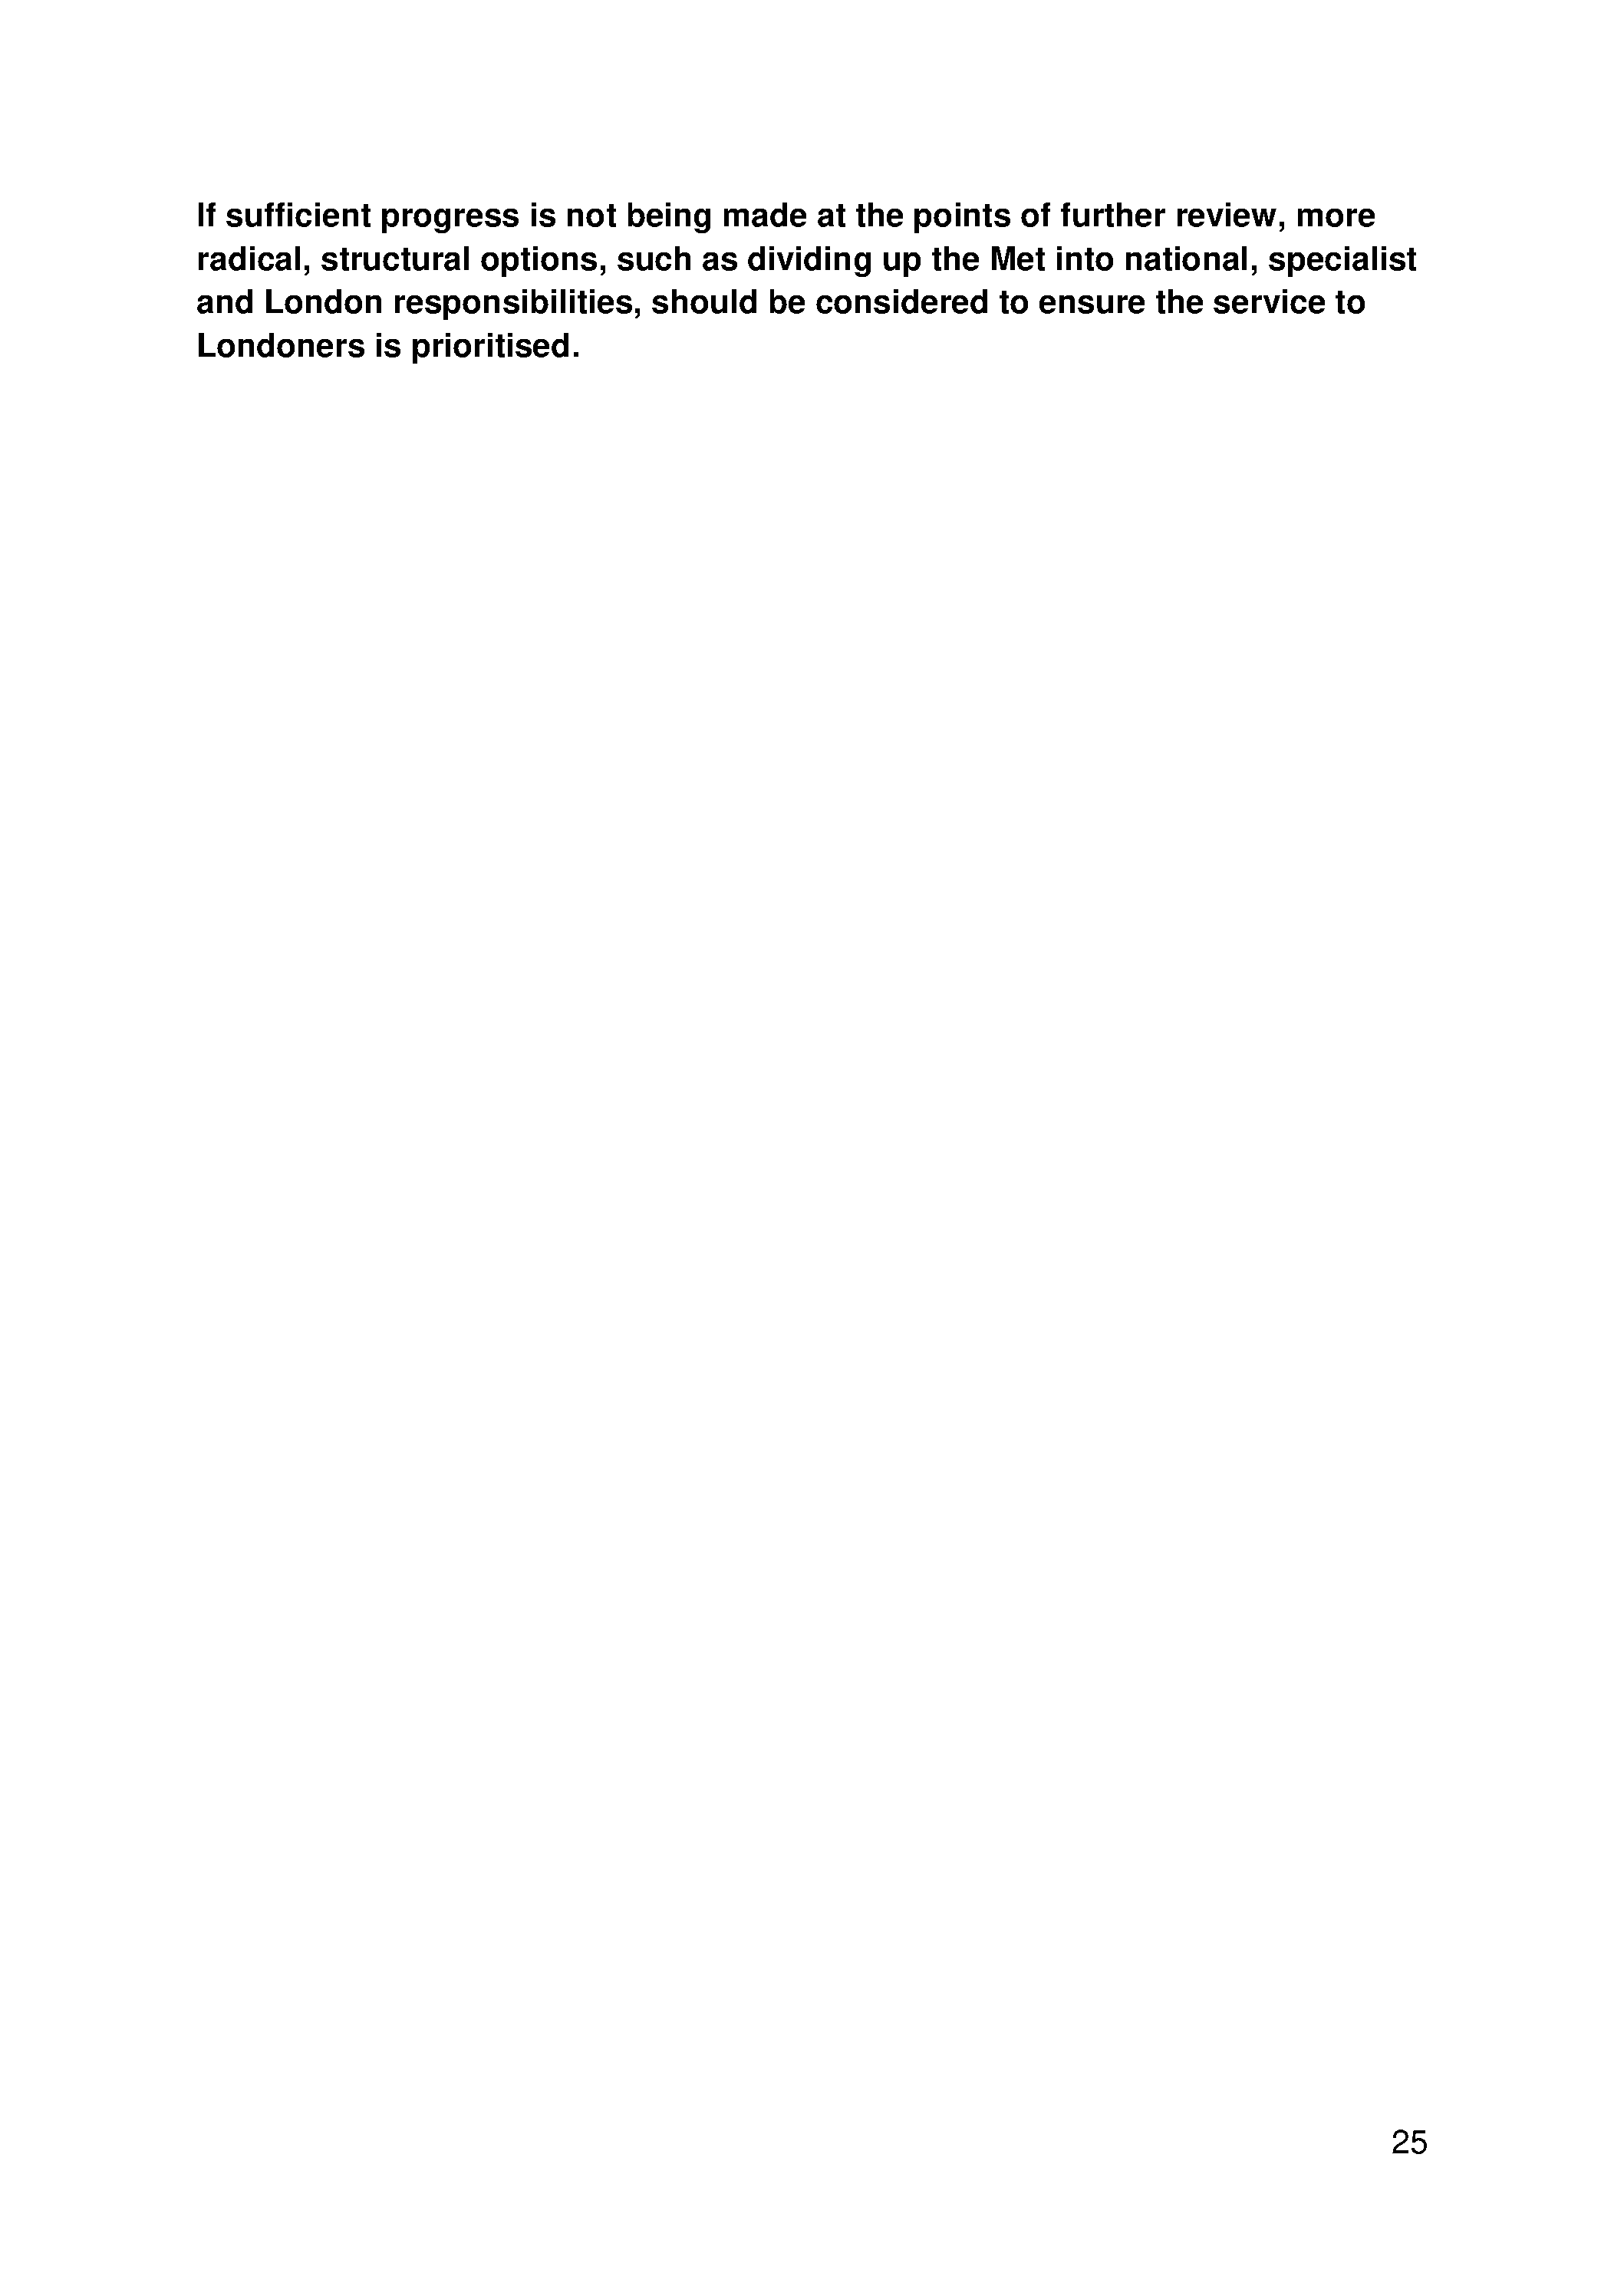 If sufficient progress is not being made at the points of further review, more
radical, structural options, such as dividing up the Met into national, specialist
and London responsibilities, should be considered to ensure the service to
Londoners is prioritised.
25